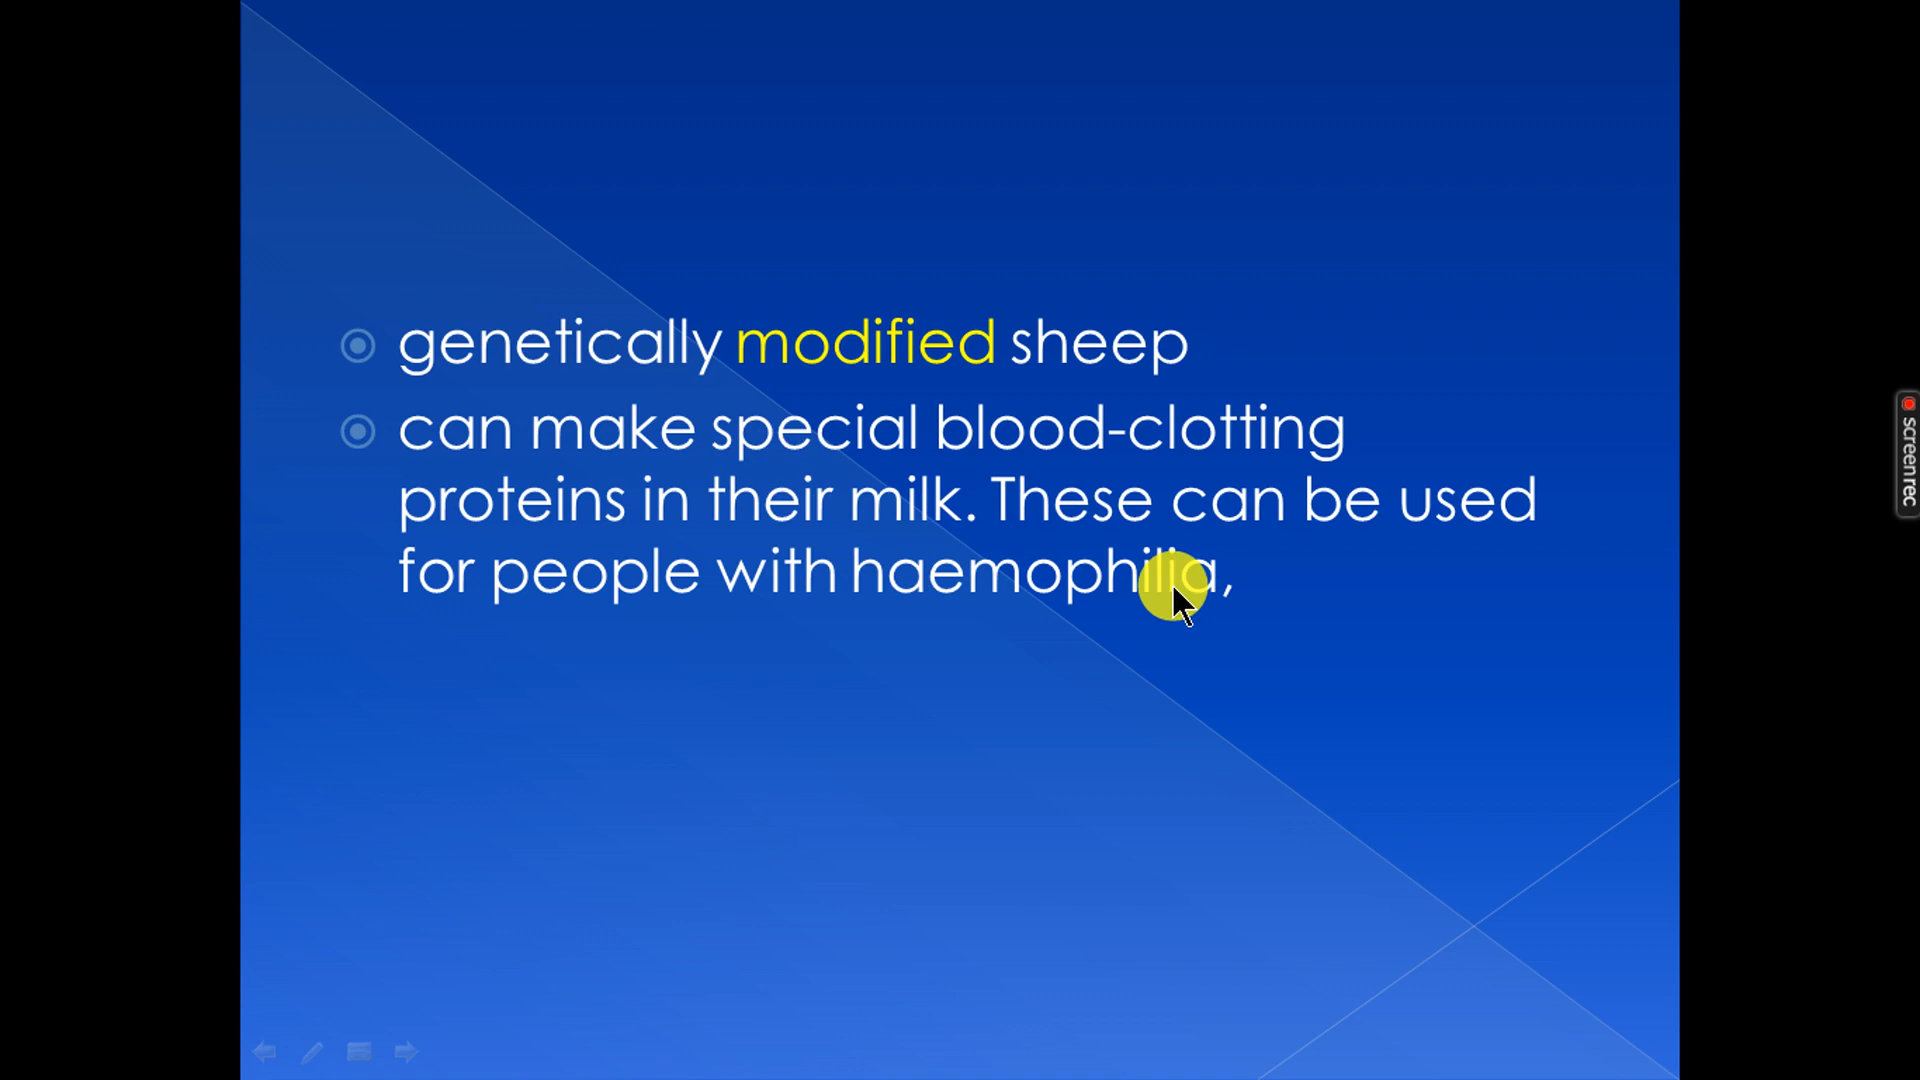 genetically modified sheep
can make special blood-clotting
proteins in their milk. These can be used
for people with haemophilia,
screenrec